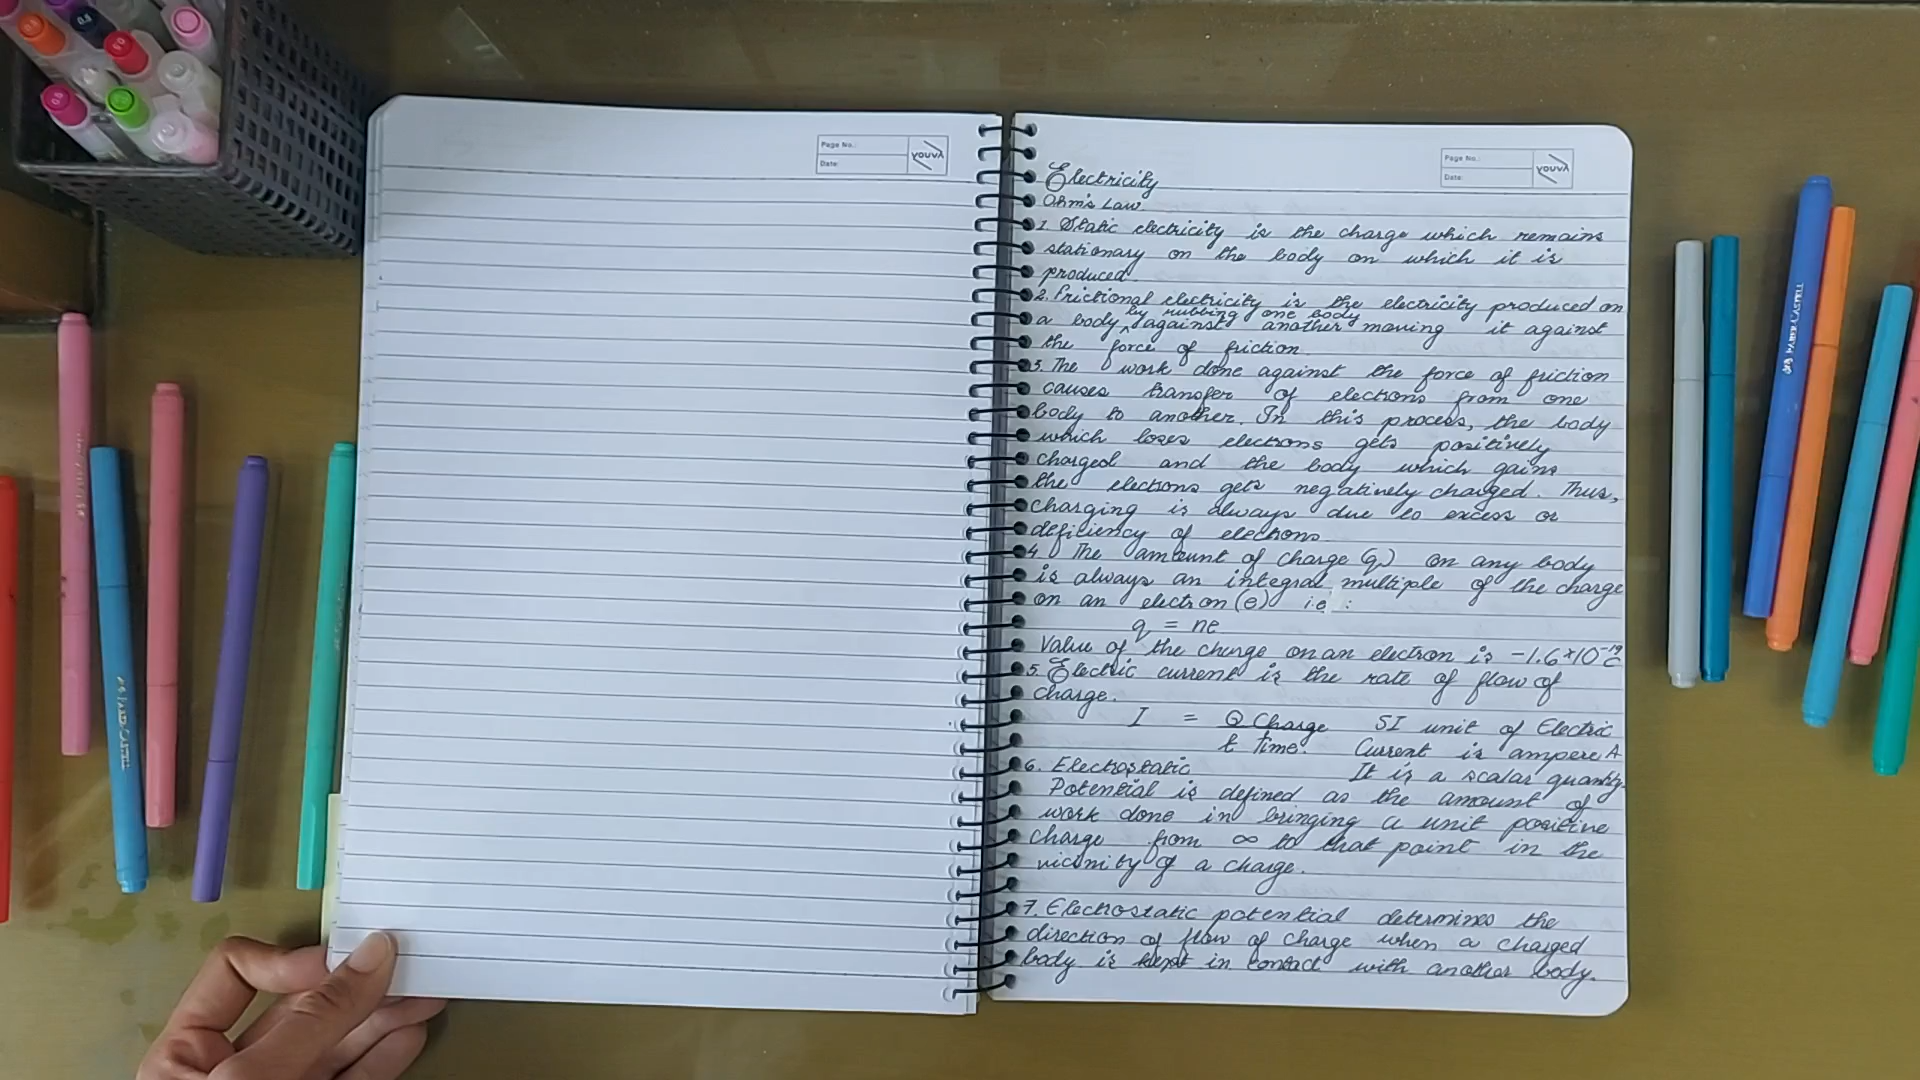 Page No.:
Date:
youva
Page No.:
Date:
youva
Electricity
Ohm's Law
1. Static electricity is the charge which remains
stationary on the body on which it is
produced.
2. Frictional electricity is the electricity produced on
by rubbing one body
a body ^ against another moving it against
the force of friction.
3. The work done against the force of friction
causes transfer of electrons from one
body to another. In this process, the body
which loses electrons gets positively
charged and the body which gains
the electrons gets negatively charged. Thus,
charging is always due to excess or
deficiency of electrons
4. The amount of charge (q) on any body
is always an integral multiple of the charge
on an electron (e) i.e :
q = ne
Value of the charge on an electron is -1.6×10⁻¹⁹C
5. Electric current is the rate of flow of
charge.
I = Q Charge SI unit of Electric
t Time. Current is ampere A
6. Electrostatic It is a scalar quantity.
Potential is defined as the amount of
work done in bringing a unit positive
charge from ∞ to that point in the
vicinity of a charge.
7. Electrostatic potential determines the
direction of flow of charge when a charged
body is kept in contact with another body.
FABER-CASTELL